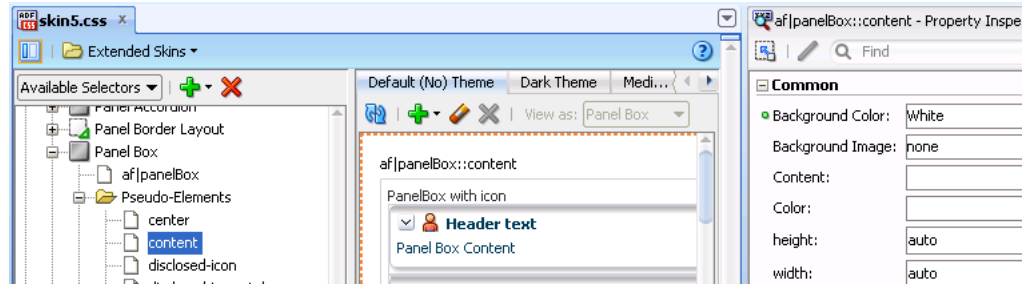 ADF CSS skin5.css x
af|panelBox::content - Property Inspe
Extended Skins
?
Find
Available Selectors
Default (No) Theme
Dark Theme
Medi...
Common
Panel Accordion
Panel Border Layout
View as: Panel Box
Background Color: White
Panel Box
Background Image: none
af|panelBox
af|panelBox::content
Content:
Pseudo-Elements
PanelBox with icon
Color:
center
Header text
content
Panel Box Content
height: auto
disclosed-icon
width: auto